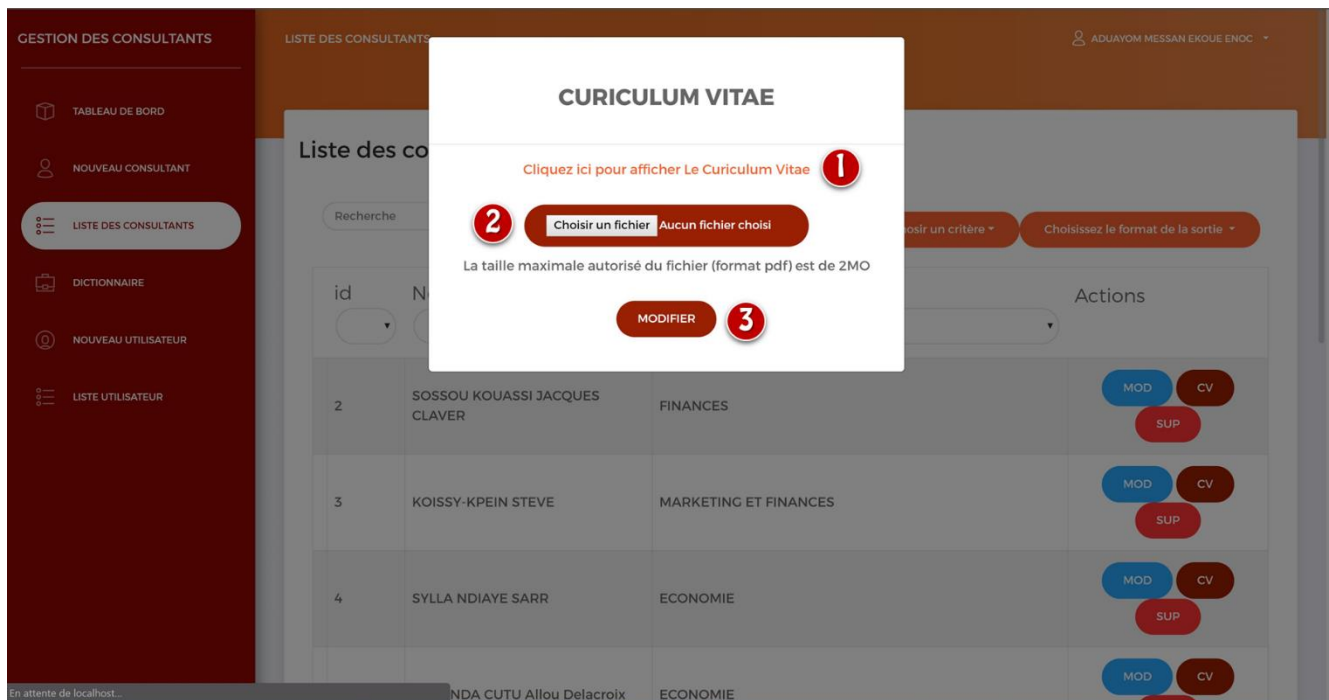 GESTION DES CONSULTANTS
TABLEAU DE BORD
NOUVEAU CONSULTANT
LISTE DES CONSULTANTS
DICTIONNAIRE
NOUVEAU UTILISATEUR
LISTE UTILISATEUR
LISTE DES CONSULTANTS
ADUAYOM MESSAN EKOUE ENOC
CURICULUM VITAE
Cliquez ici pour afficher Le Curiculum Vitae 1
2 Choisir un fichier Aucun fichier choisi
La taille maximale autorisé du fichier (format pdf) est de 2MO
MODIFIER 3
Liste des
Recherche
un critère Choisissez le format de la sortie
id Actions
2 SOSSOU KOUASSI JACQUES CLAVER FINANCES MOD CV SUP
3 KOISSY-KPEIN STEVE MARKETING ET FINANCES MOD CV SUP
4 SYLLA NDIAYE SARR ECONOMIE MOD CV SUP
CUTU Allou Delacroix ECONOMIE MOD CV
En attente de localhost...